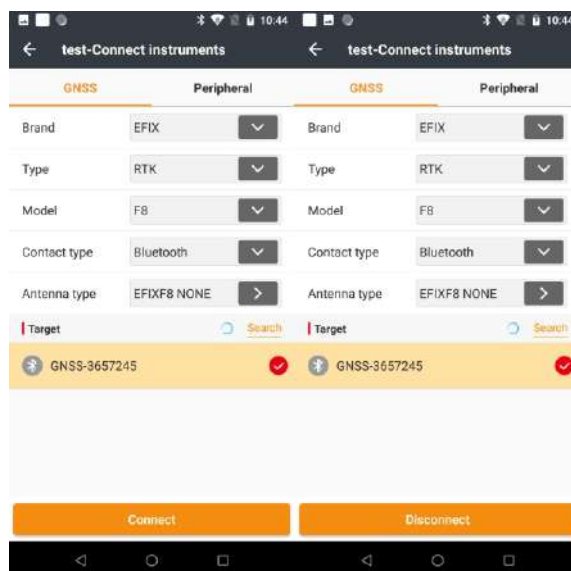 10:44
test-Connect instruments
GNSS Peripheral
Brand EFIX
Type RTK
Model F8
Contact type Bluetooth
Antenna type EFIXF8 NONE
Target Search
GNSS-3657245
Connect
10:44
test-Connect instruments
GNSS Peripheral
Brand EFIX
Type RTK
Model F8
Contact type Bluetooth
Antenna type EFIXF8 NONE
Target Search
GNSS-3657245
Disconnect